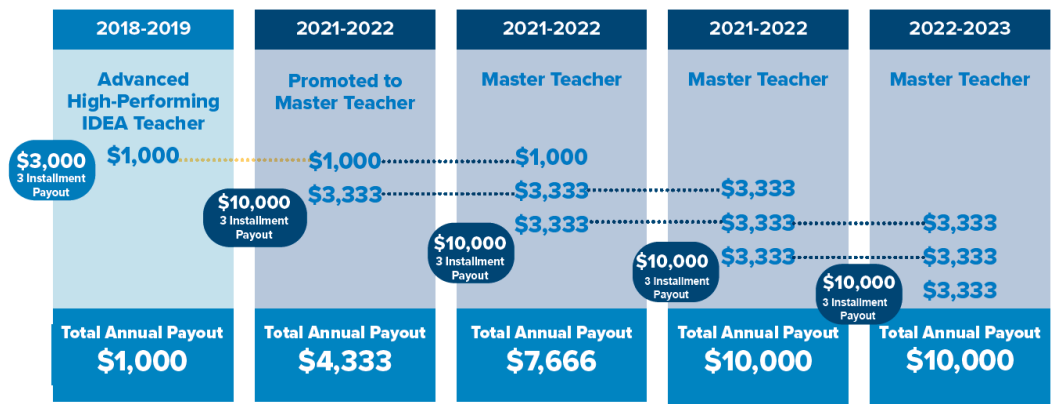 2018-2019
Advanced
High-Performing
IDEA Teacher
$3,000
3 Installment
Payout
$1,000
Total Annual Payout
$1,000
2021-2022
Promoted to
Master Teacher
$1,000
$10,000
3 Installment
Payout
$3,333
Total Annual Payout
$4,333
2021-2022
Master Teacher
$1,000
$3,333
$10,000
3 Installment
Payout
$3,333
Total Annual Payout
$7,666
2021-2022
Master Teacher
$3,333
$3,333
$10,000
3 Installment
Payout
$3,333
Total Annual Payout
$10,000
2022-2023
Master Teacher
$3,333
$3,333
$10,000
3 Installment
Payout
$3,333
Total Annual Payout
$10,000